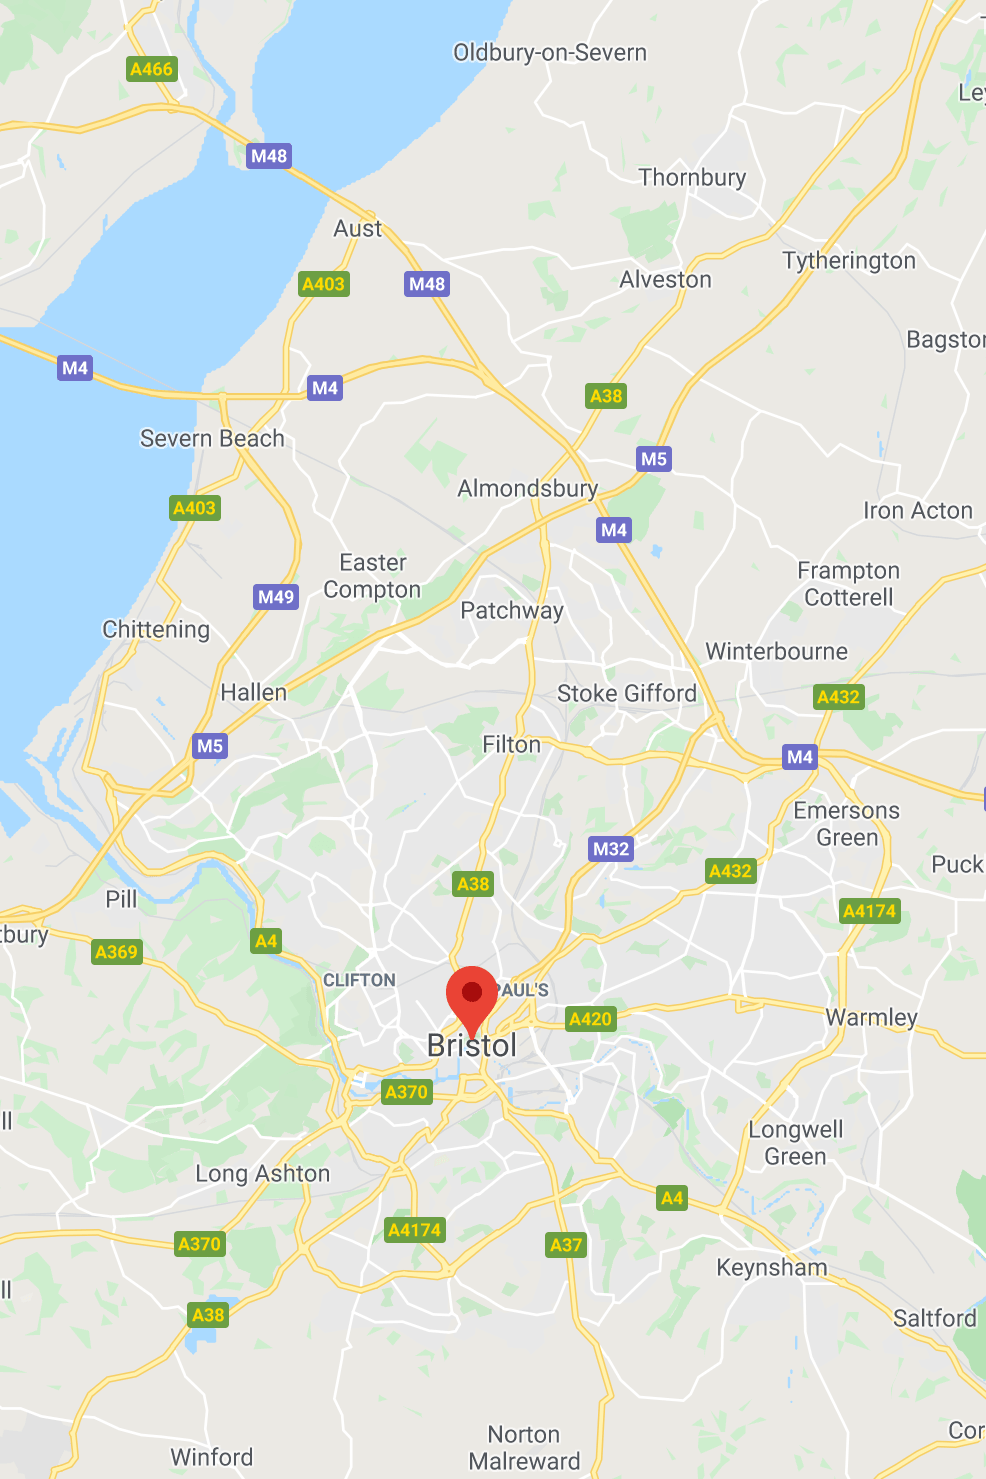 Oldbury-on-Severn
A466
Ley
M48
Thornbury
Aust
Tytherington
A403
M48
Alveston
Bagston
M4
M4
A38
Severn Beach
M5
Almondsbury
A403
Iron Acton
M4
Easter
Compton
Frampton
Cotterell
M49
Patchway
Chittening
Winterbourne
Hallen
Stoke Gifford
A432
M5
Filton
M4
Emersons
Green
M32
A432
Puck
A38
Pill
A4174
tbury
A4
A369
CLIFTON
PAUL'S
A420
Warmley
Bristol
A370
ll
Longwell
Green
Long Ashton
A4
A4174
A370
A37
Keynsham
ll
A38
Saltford
Cor
Norton
Malreward
Winford